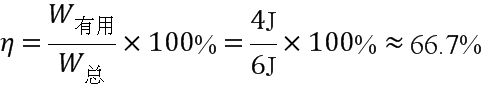 η = W有用/W总 × 100% = 4J/6J × 100% ≈ 66.7%